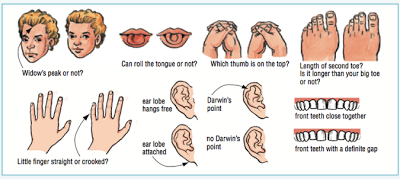 Widow's peak or not?
Can roll the tongue or not?
Which thumb is on the top?
Length of second toe?
Is it longer than your big toe
or not?
Little finger straight or crooked?
ear lobe
hangs free
ear lobe
attached
Darwin's
point
no Darwin's
point
front teeth close together
front teeth with a definite gap